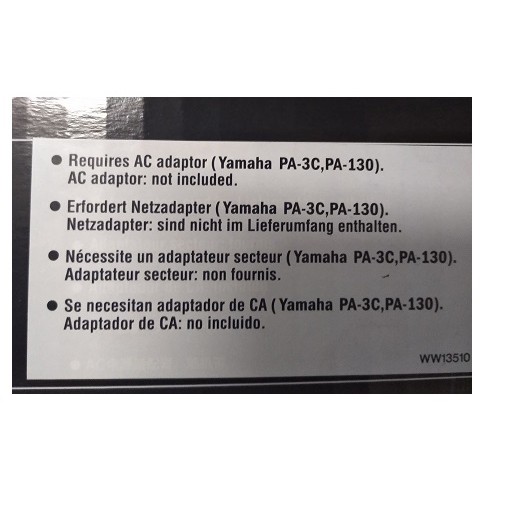 ● Requires AC adaptor (Yamaha PA-3C,PA-130).
AC adaptor: not included.
● Erfordert Netzadapter (Yamaha PA-3C,PA-130).
Netzadapter: sind nicht im Lieferumfang enthalten.
● Nécessite un adaptateur secteur (Yamaha PA-3C,PA-130).
Adaptateur secteur: non fournis.
● Se necesitan adaptador de CA (Yamaha PA-3C,PA-130).
Adaptador de CA: no incluido.
WW13510